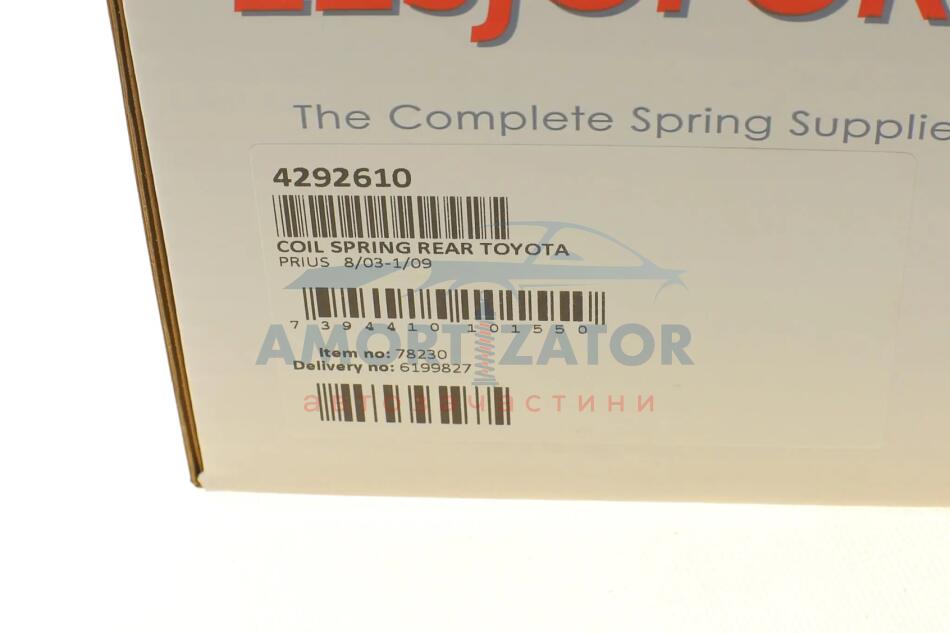 The Complete Spring
4292610
COIL SPRING REAR TOYOTA
PRIUS 8/03-1/09
7 394410 101550
AMORTIZATOR
Item no: 78230
Delivery no: 6199827
автозапчастини